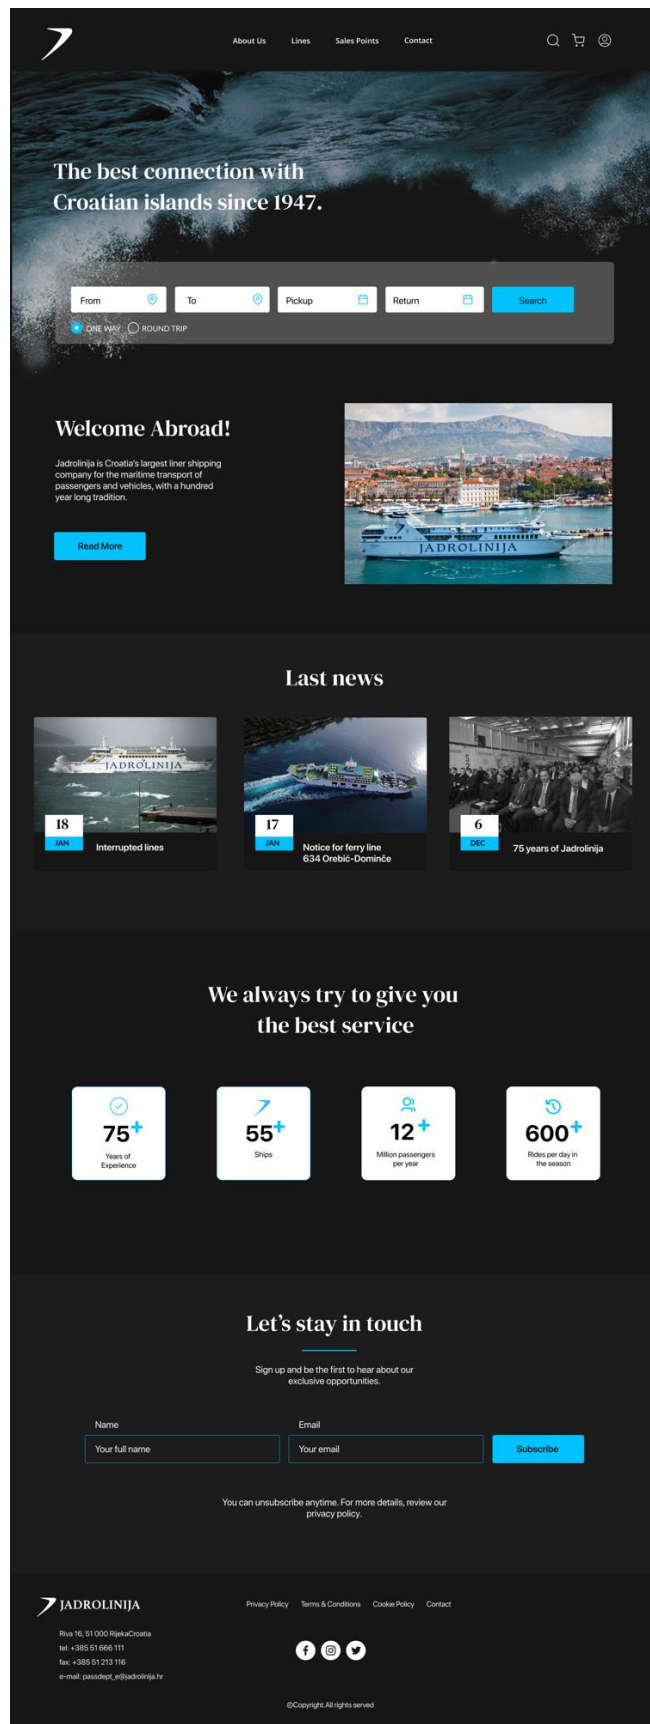 About Us Lines Sales Points Contact
The best connection with
Croatian islands since 1947.
From To Pickup Return Search
ONE WAY ROUND TRIP
Welcome Abroad!
Jadrolinija is Croatia's largest liner shipping
company for the maritime transport of
passengers and vehicles, with a hundred
year long tradition.
Read More
JADROLINIJA
Last news
JADROLINIJA
18
JAN
Interrupted lines
17
JAN
Notice for ferry line
634 Orebić-Dominče
6
DEC
75 years of Jadrolinija
We always try to give you
the best service
75+
Years of
Experience
55+
Ships
12+
Million passengers
per year
600+
Rides per day in
the season
Let's stay in touch
Sign up and be the first to hear about our
exclusive opportunities.
Name Email
Your full name Your email Subscribe
You can unsubscribe anytime. For more details, review our
privacy policy.
JADROLINIJA
Privacy Policy Terms & Conditions Cookie Policy Contact
Riva 16, 51 000 RijekaCroatia
tel: +385 51 666 111
fax: +385 51 213 116
e-mail: passdept_e@jadrolinija.hr
©Copyright.All rights served